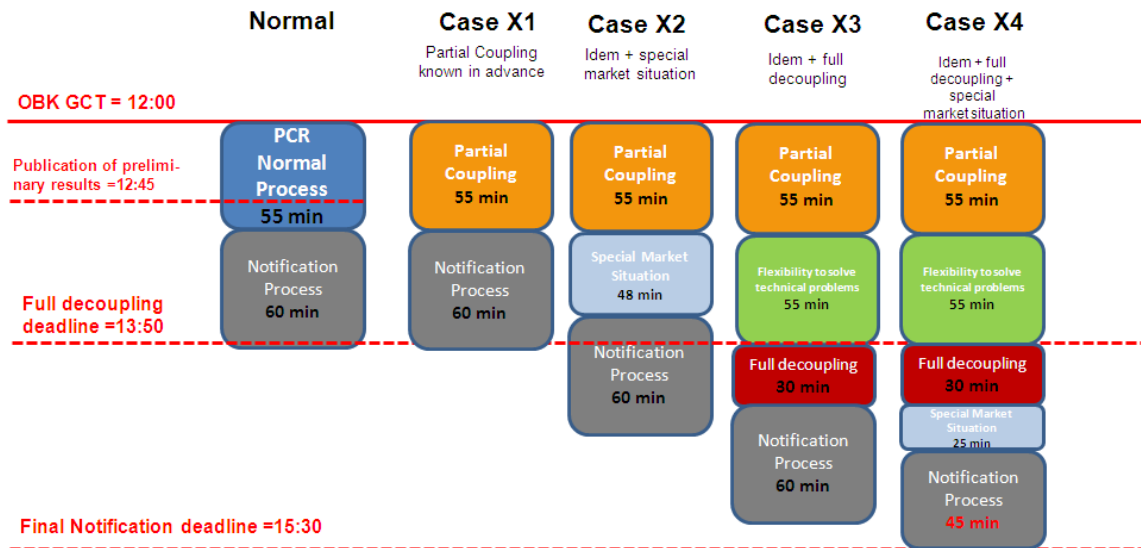 Normal
Case X1
Partial Coupling
known in advance
Case X2
Idem + special
market situation
Case X3
Idem + full
decoupling
Case X4
Idem + full
decoupling +
special
market situation
OBK GCT = 12:00
Publication of prelimi-
nary results =12:45
Full decoupling
deadline =13:50
Final Notification deadline =15:30
PCR
Normal
Process
55 min
Notification
Process
60 min
Partial
Coupling
55 min
Notification
Process
60 min
Partial
Coupling
55 min
Special Market
Situation
48 min
Notification
Process
60 min
Partial
Coupling
55 min
Flexibility to solve
technical problems
55 min
Full decoupling
30 min
Notification
Process
60 min
Partial
Coupling
55 min
Flexibility to solve
technical problems
55 min
Full decoupling
30 min
Special Market
Situation
25 min
Notification
Process
45 min